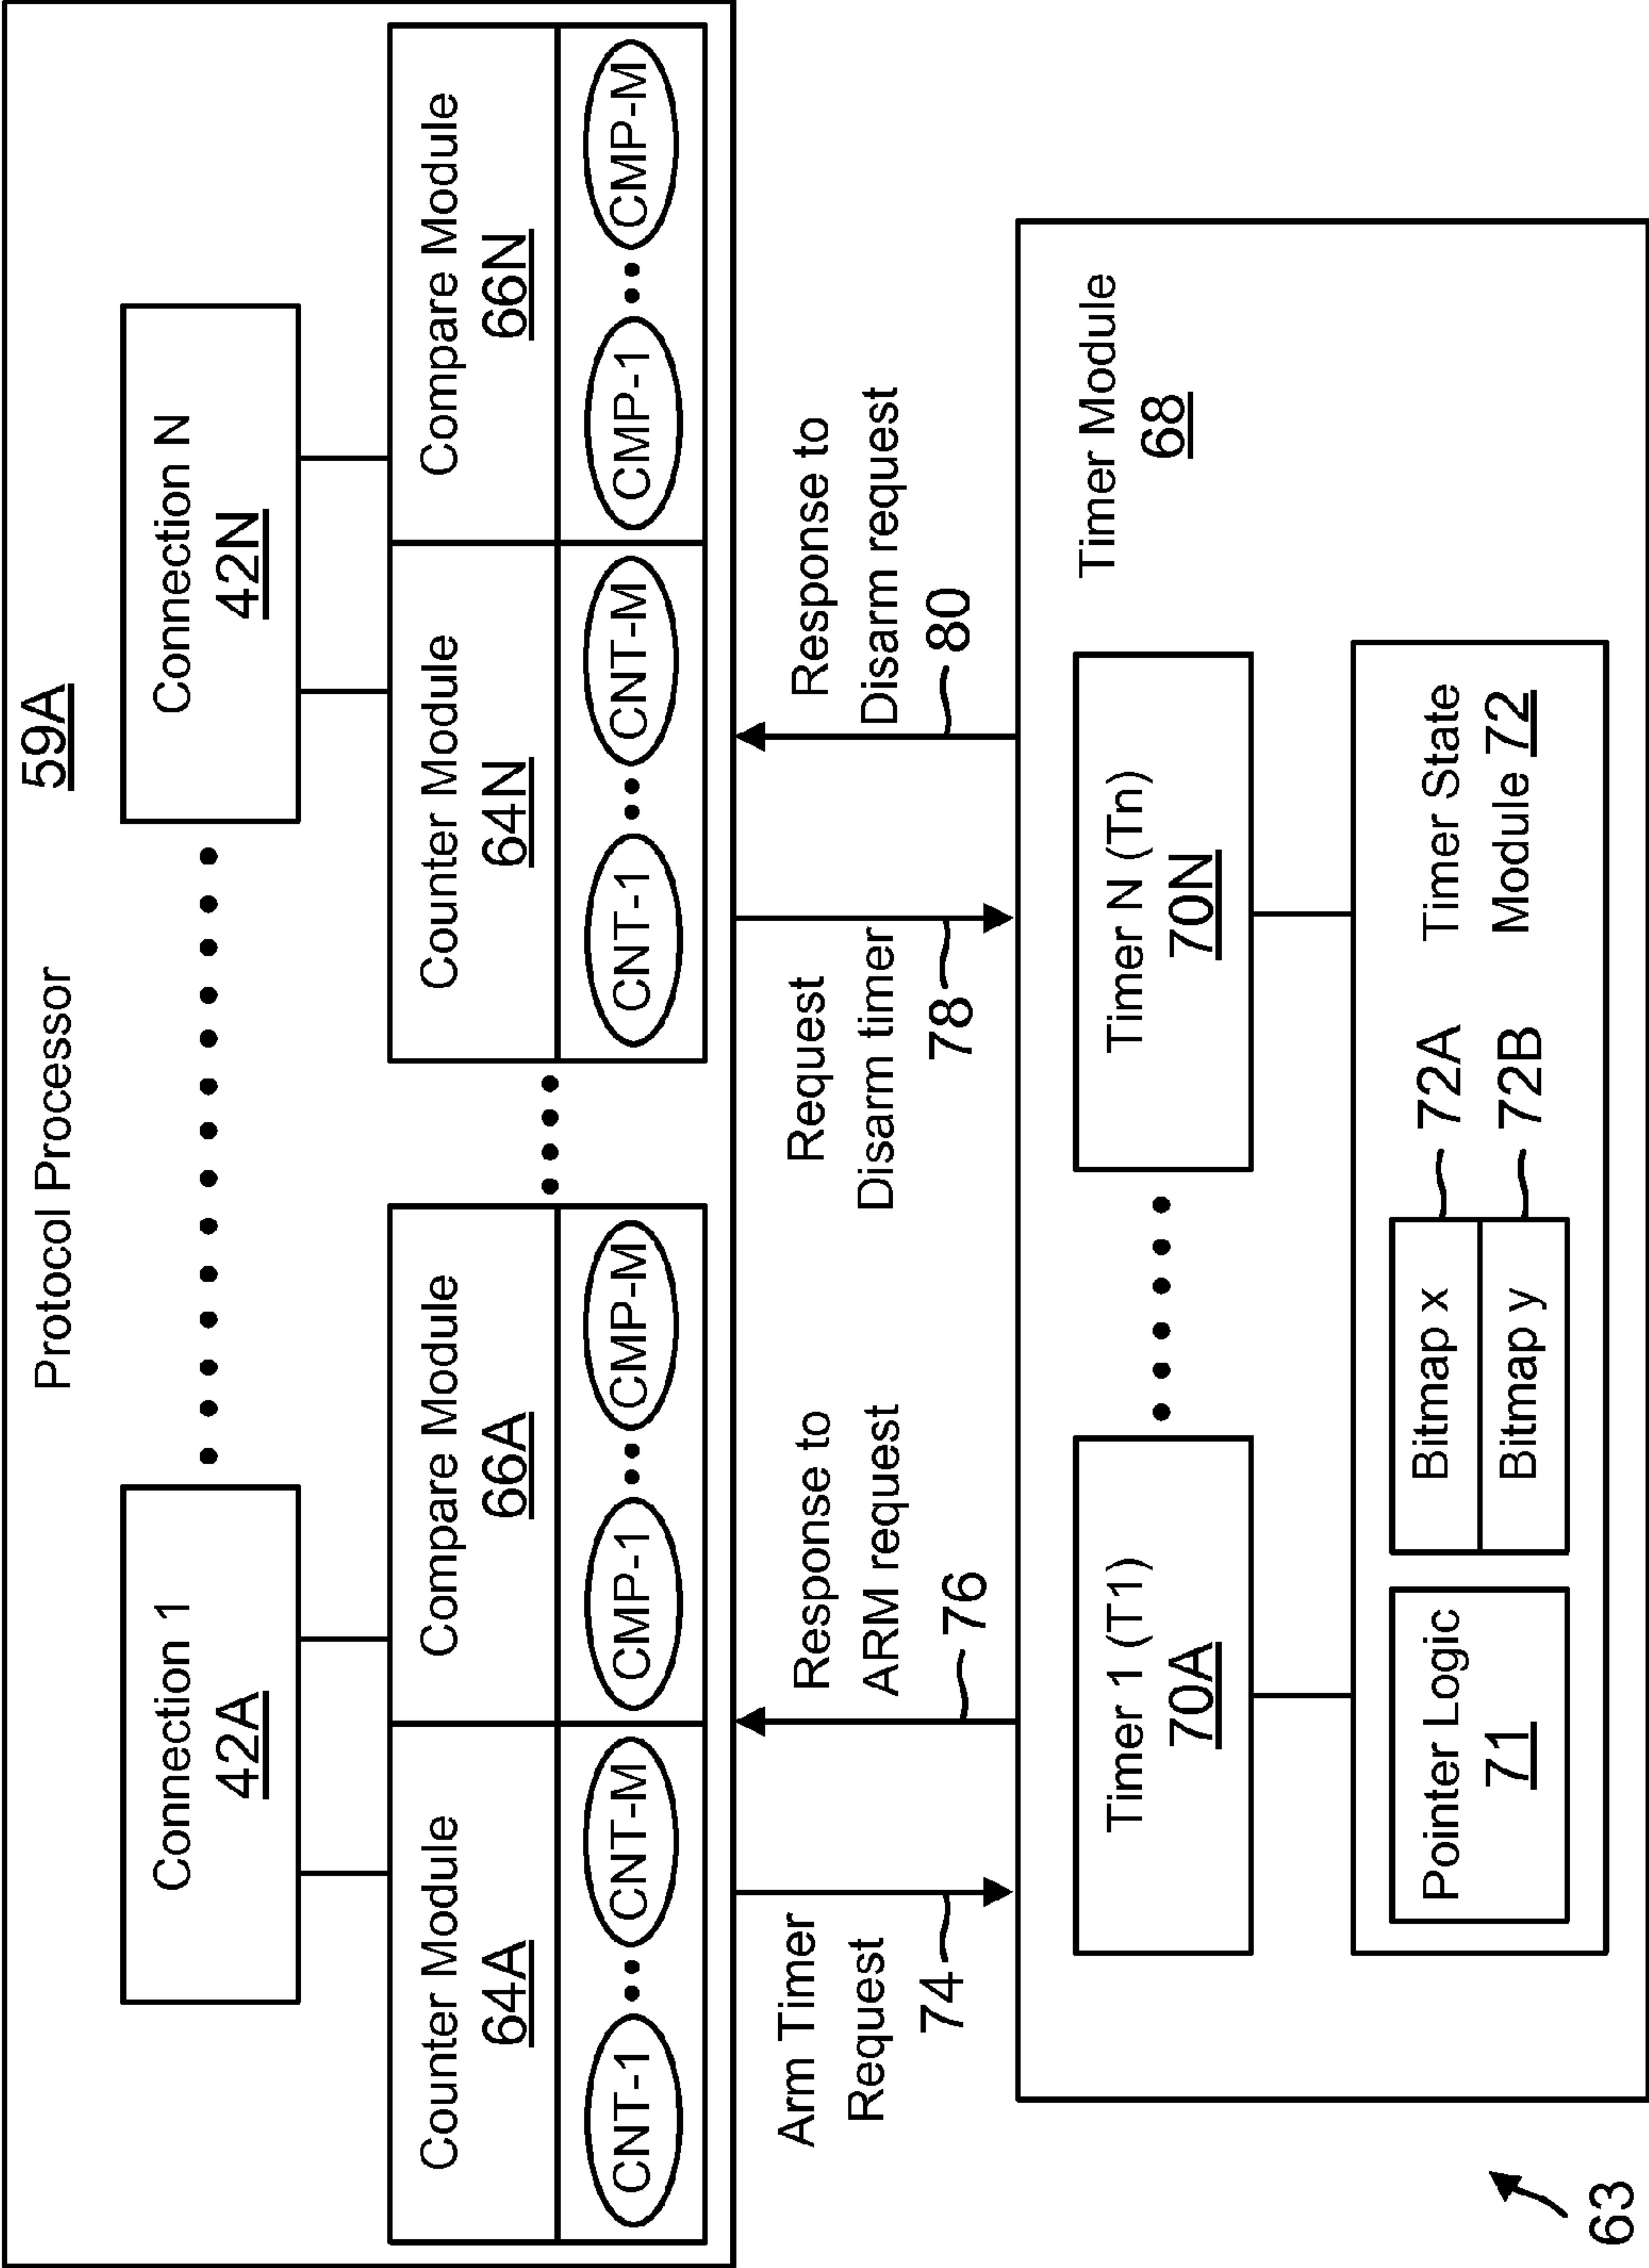 Protocol Processor
59A
Connection 1
42A
Connection N
42N
Counter Module
64A
Compare Module
66A
Counter Module
64N
Compare Module
66N
CNT-1
CNT-M
CMP-1
CMP-M
CNT-1
CNT-M
CMP-1
CMP-M
Arm Timer
Request
74
Response to
ARM request
76
Request
Disarm timer
78
Response to
Disarm request
80
Timer Module
68
Timer 1 (T1)
70A
Timer N (Tn)
70N
Pointer Logic
71
Bitmap x
Bitmap y
72A
72B
Timer State
Module 72
63